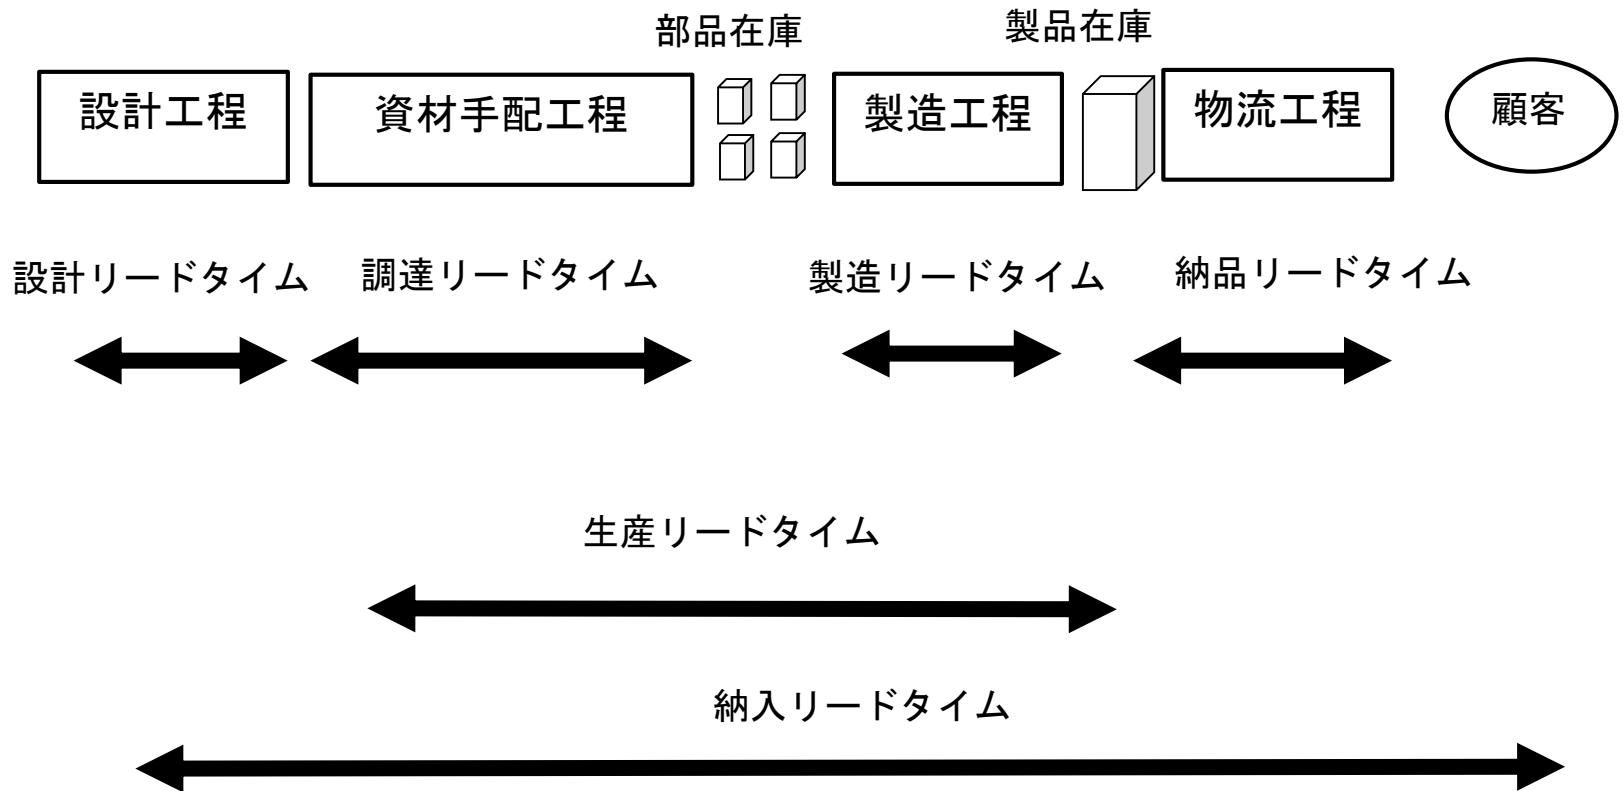 部品在庫
製品在庫
設計工程
資材手配工程
製造工程
物流工程
顧客
設計リードタイム
調達リードタイム
製造リードタイム
納品リードタイム
生産リードタイム
納入リードタイム